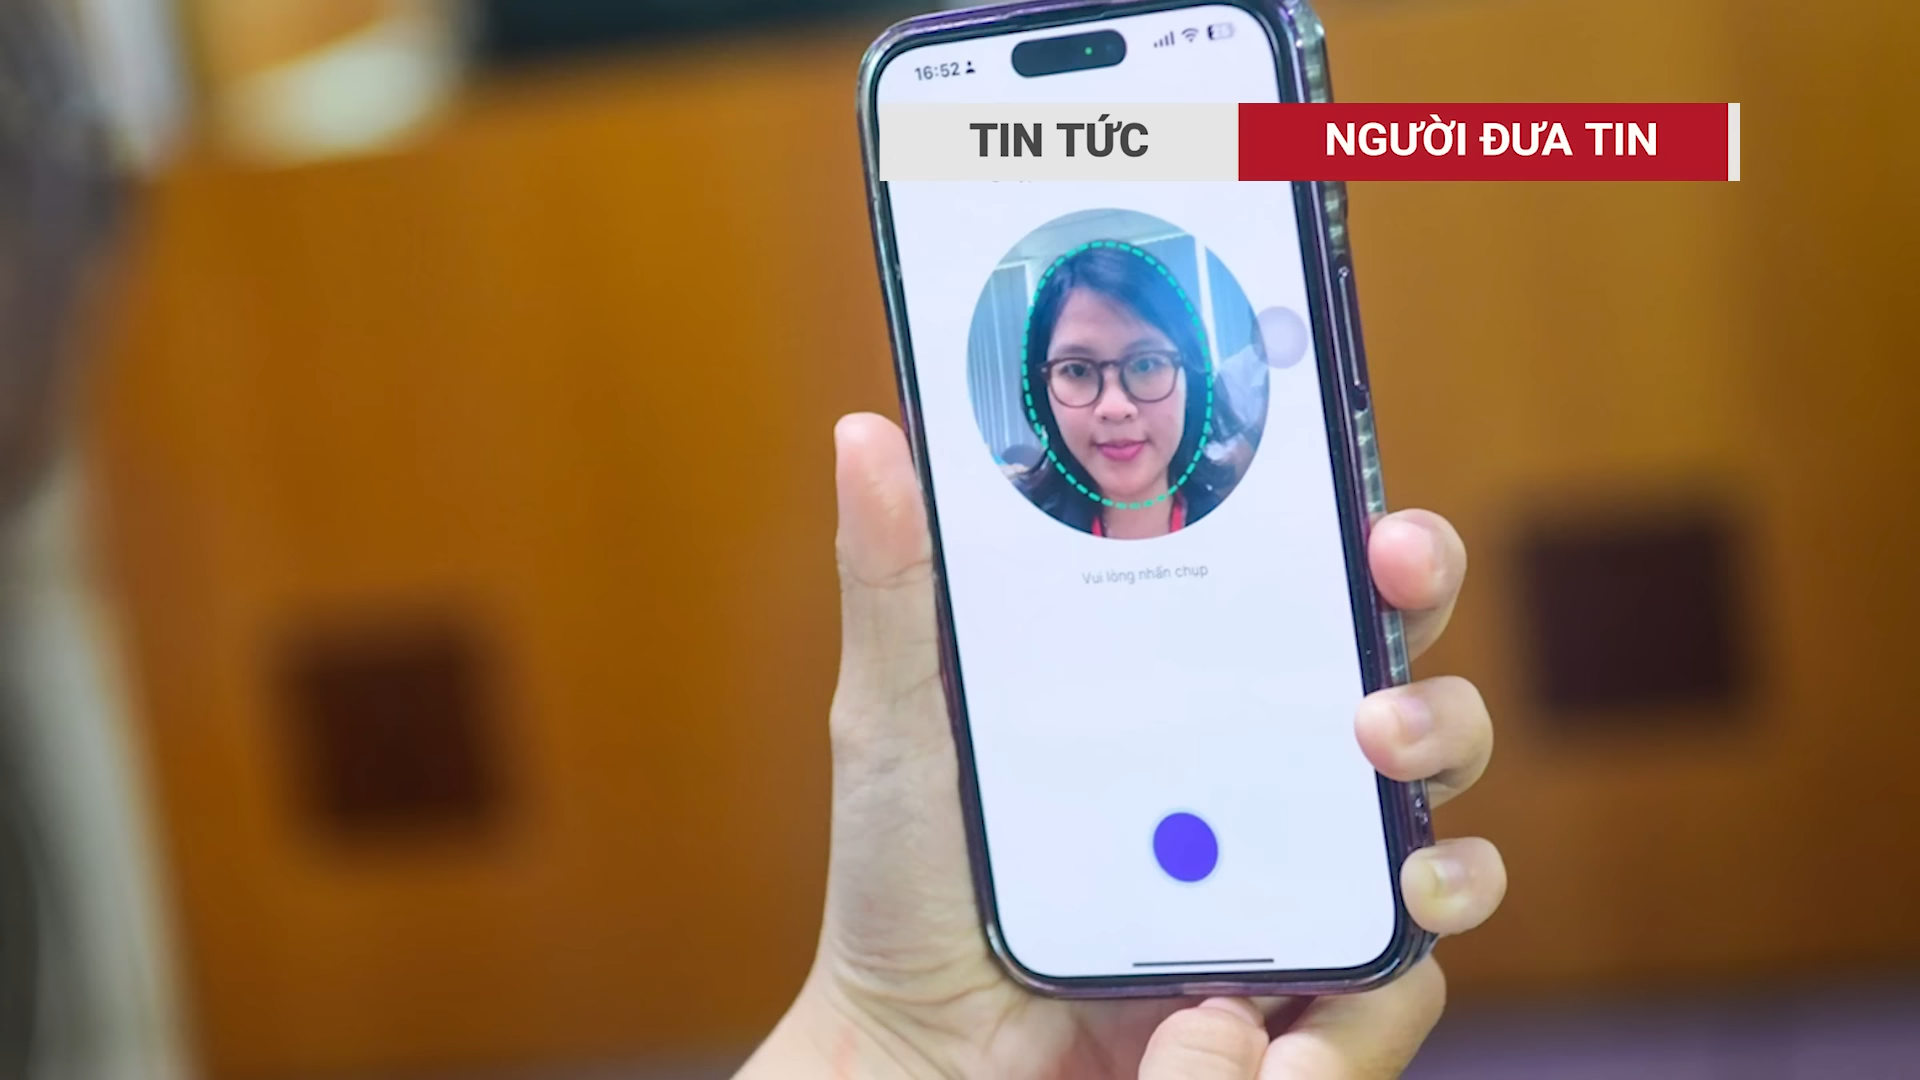 16:52
TIN TỨC
NGƯỜI ĐƯA TIN
Vui lòng nhấn chụp